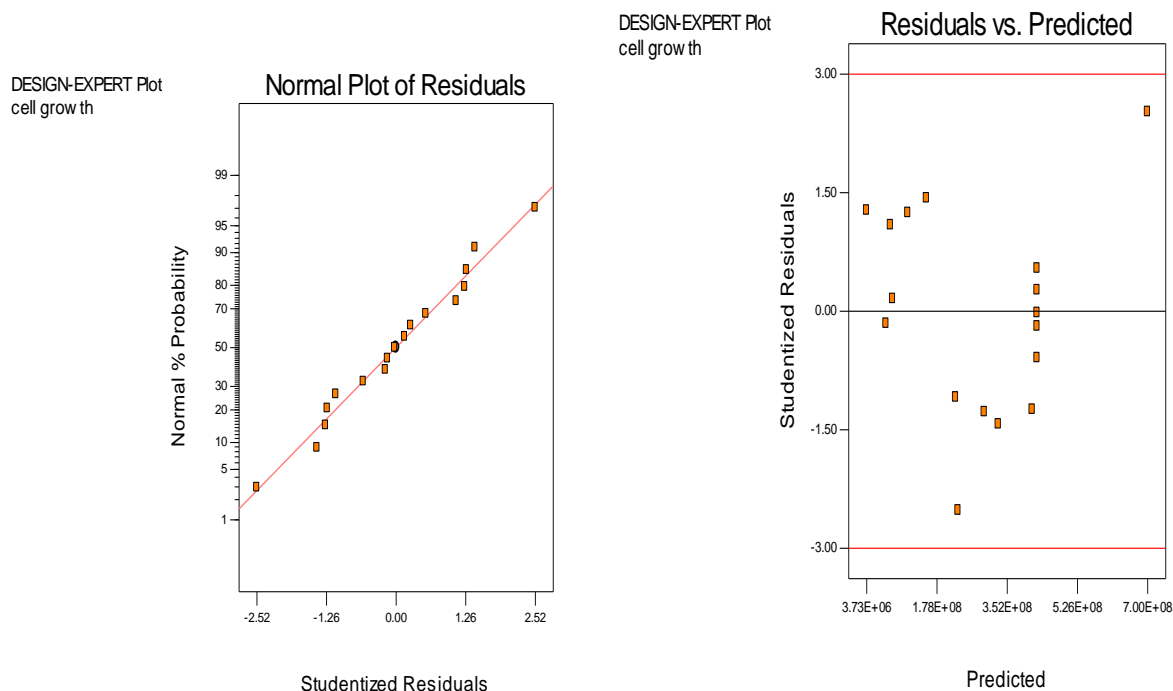 DESIGN-EXPERT Plot
cell grow th
Normal Plot of Residuals
Normal % Probability
99
95
90
80
70
50
30
20
10
5
1
-2.52
-1.26
0.00
1.26
2.52
Studentized Residuals
DESIGN-EXPERT Plot
cell grow th
Residuals vs. Predicted
Studentized Residuals
3.00
1.50
0.00
-1.50
-3.00
3.73E+06
1.78E+08
3.52E+08
5.26E+08
7.00E+08
Predicted